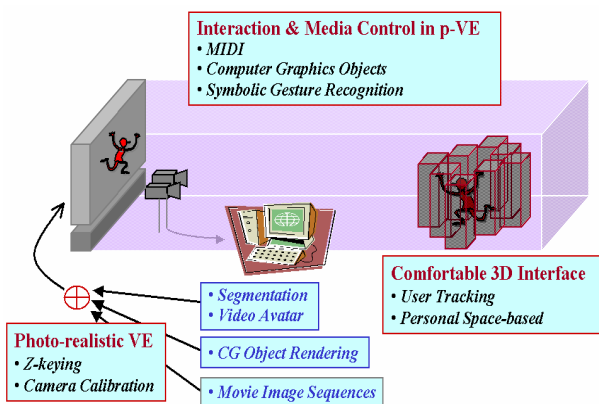 Interaction & Media Control in p-VE
• MIDI
• Computer Graphics Objects
• Symbolic Gesture Recognition
Comfortable 3D Interface
• User Tracking
• Personal Space-based
• Segmentation
• Video Avatar
Photo-realistic VE
• Z-keying
• Camera Calibration
• CG Object Rendering
• Movie Image Sequences